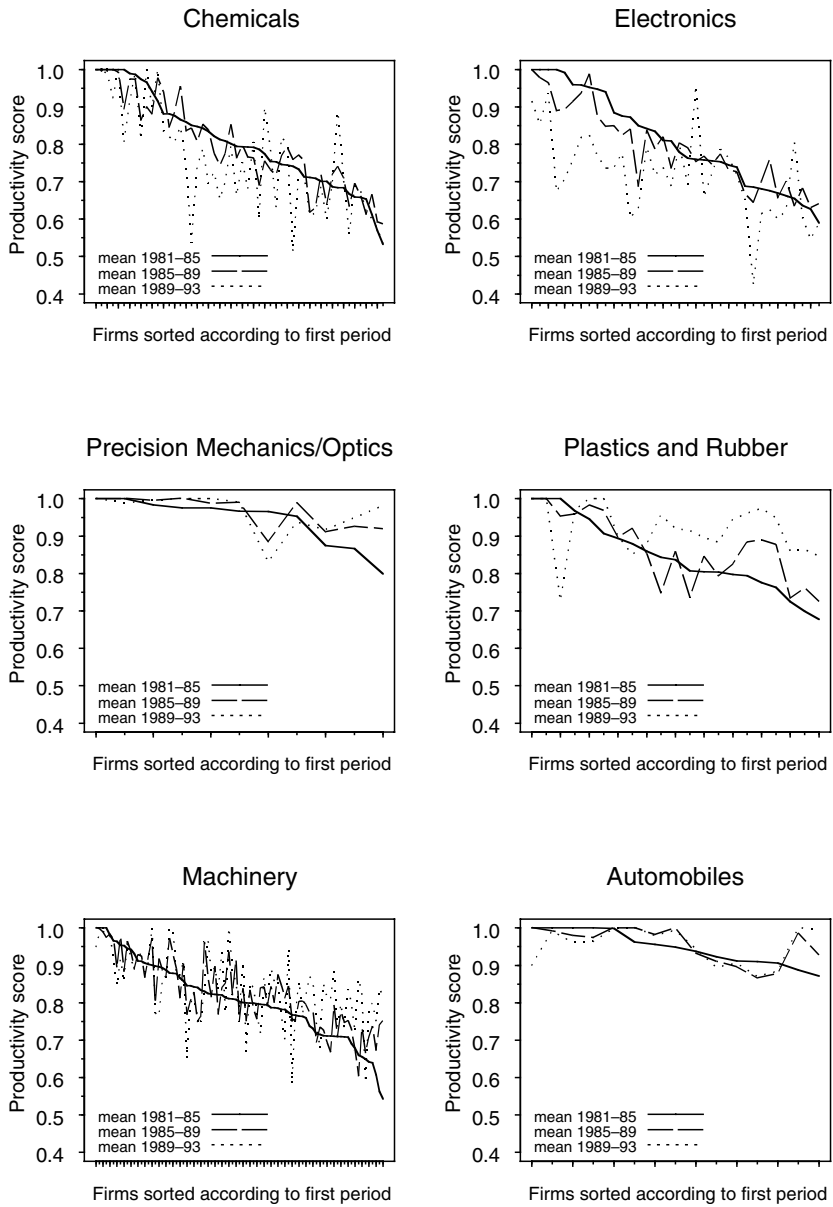 Chemicals
Productivity score
1.0
0.9
0.8
0.7
0.6
0.5
0.4
mean 1981–85
mean 1985–89
mean 1989–93
Firms sorted according to first period
Electronics
Productivity score
1.0
0.9
0.8
0.7
0.6
0.5
0.4
mean 1981–85
mean 1985–89
mean 1989–93
Firms sorted according to first period
Precision Mechanics/Optics
Productivity score
1.0
0.9
0.8
0.7
0.6
0.5
0.4
mean 1981–85
mean 1985–89
mean 1989–93
Firms sorted according to first period
Plastics and Rubber
Productivity score
1.0
0.9
0.8
0.7
0.6
0.5
0.4
mean 1981–85
mean 1985–89
mean 1989–93
Firms sorted according to first period
Machinery
Productivity score
1.0
0.9
0.8
0.7
0.6
0.5
0.4
mean 1981–85
mean 1985–89
mean 1989–93
Firms sorted according to first period
Automobiles
Productivity score
1.0
0.9
0.8
0.7
0.6
0.5
0.4
mean 1981–85
mean 1985–89
mean 1989–93
Firms sorted according to first period